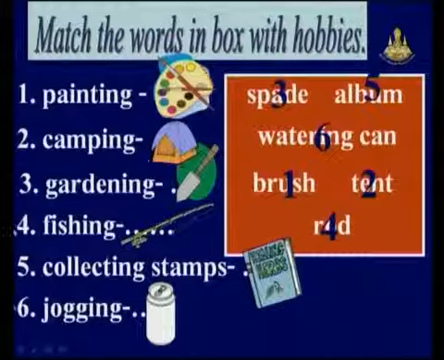 Match the words in box with hobbies.
1. painting -
2. camping-
3. gardening- .
4. fishing-......
5. collecting stamps- .
6. jogging-..
spade album
3 5
watering can
6
brush tent
1 2
rod
4